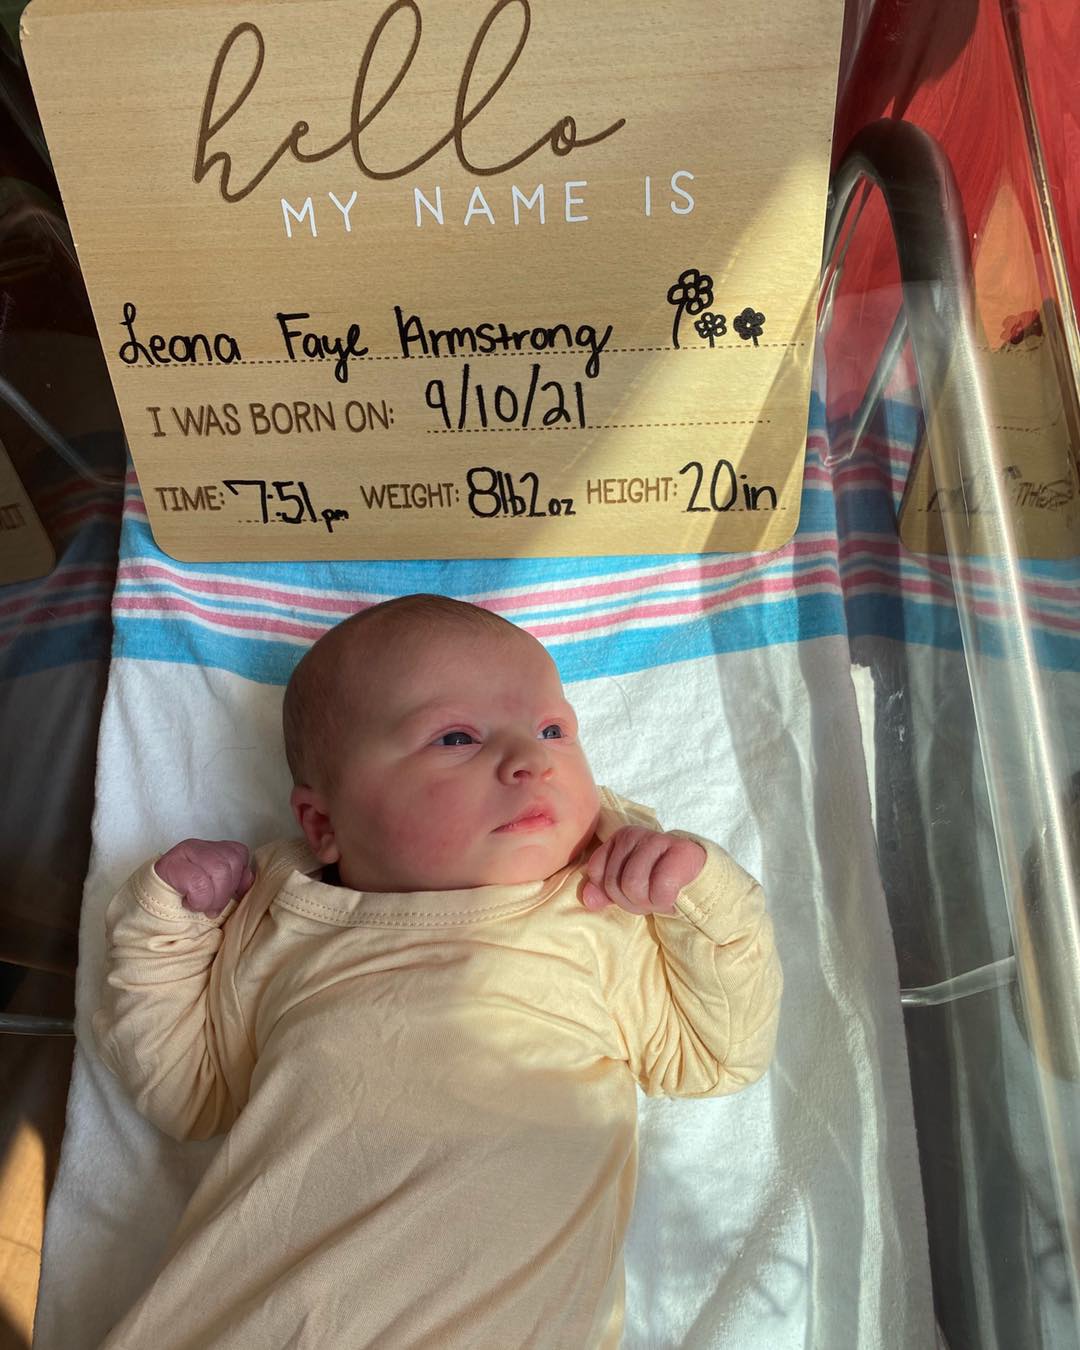 hello
MY NAME IS
Leona Faye Armstrong
I WAS BORN ON: 9/10/21
TIME: 7:51pm WEIGHT: 8lb2oz HEIGHT: 20in